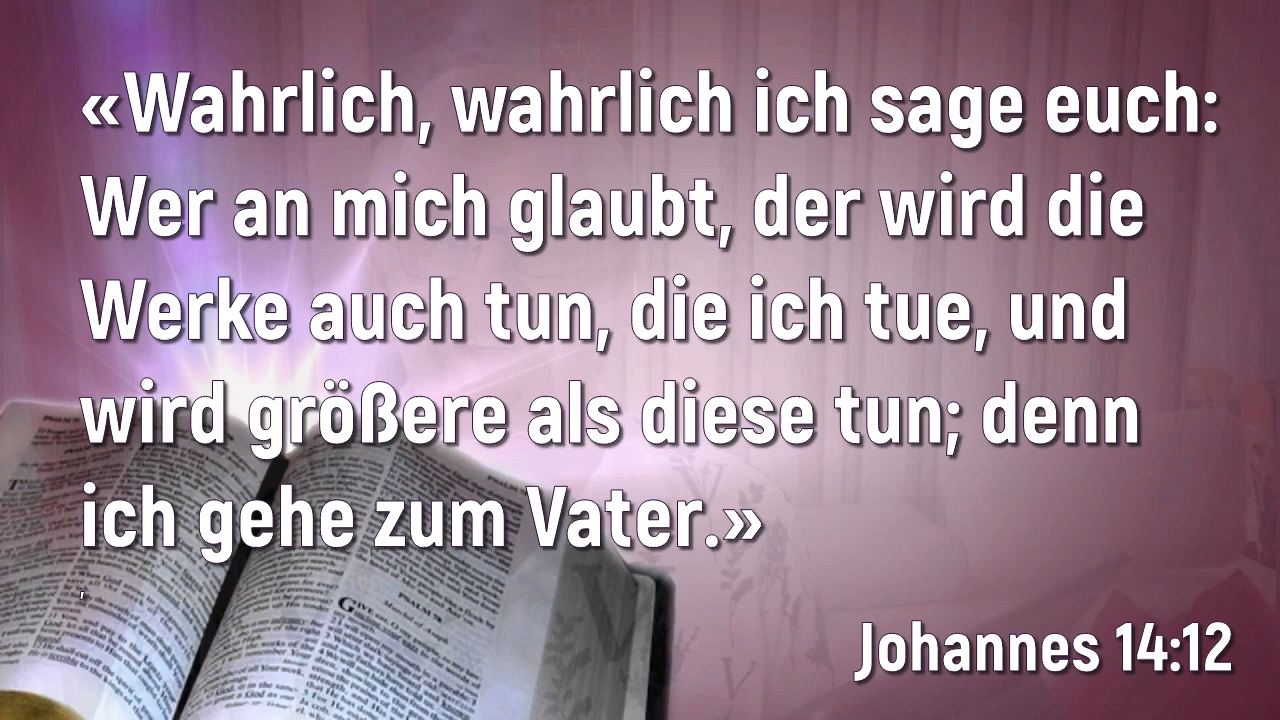 «Wahrlich, wahrlich ich sage euch:
Wer an mich glaubt, der wird die
Werke auch tun, die ich tue, und
wird größere als diese tun; denn
ich gehe zum Vater.»
Johannes 14:12